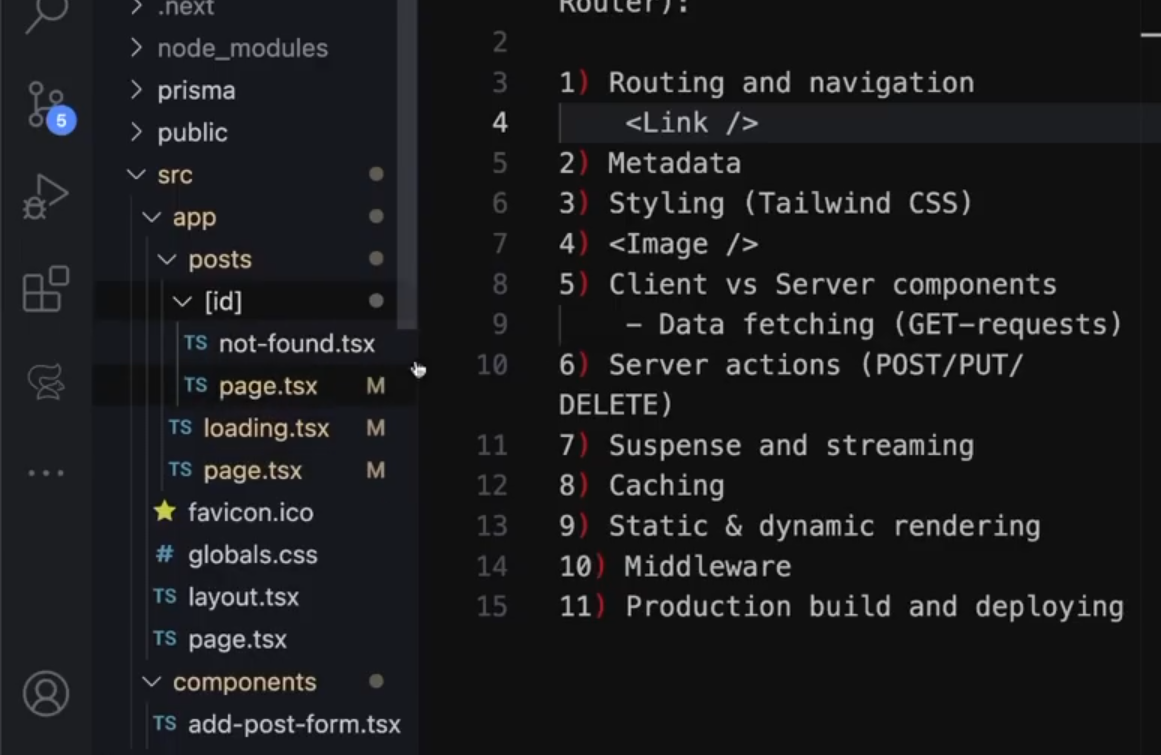 .next
node_modules
prisma
public
src
app
posts
[id]
TS not-found.tsx
TS page.tsx M
TS loading.tsx M
TS page.tsx M
favicon.ico
# globals.css
TS layout.tsx
TS page.tsx
components
TS add-post-form.tsx
5
Router):
2
3 1) Routing and navigation
4 <Link />
5 2) Metadata
6 3) Styling (Tailwind CSS)
7 4) <Image />
8 5) Client vs Server components
9 - Data fetching (GET-requests)
10 6) Server actions (POST/PUT/
DELETE)
11 7) Suspense and streaming
12 8) Caching
13 9) Static & dynamic rendering
14 10) Middleware
15 11) Production build and deploying